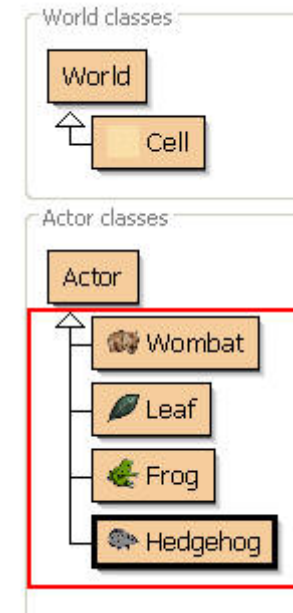 World classes
World
Cell
Actor classes
Actor
Wombat
Leaf
Frog
Hedgehog